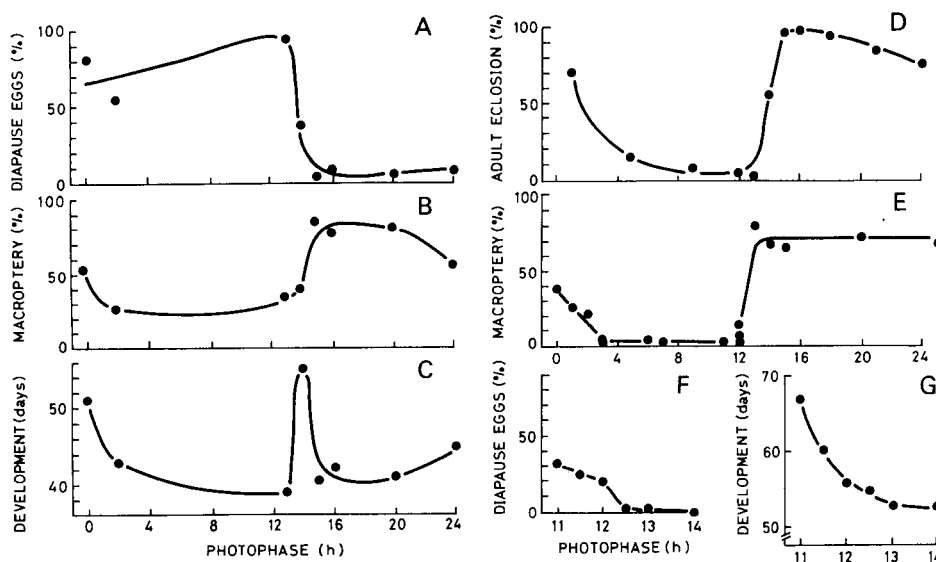 A
DIAPAUSE EGGS (%)
100
50
0
B
MACROPTERY (%)
100
50
0
C
DEVELOPMENT (days)
50
40
0 4 8 12 16 20 24
PHOTOPHASE (h)
D
ADULT ECLOSION (%)
100
50
0
E
MACROPTERY (%)
100
50
0
0 4 8 12 16 20 24
F
DIAPAUSE EGGS (%)
50
0
11 12 13 14
PHOTOPHASE (h)
G
DEVELOPMENT (days)
70
60
50
11 12 13 14